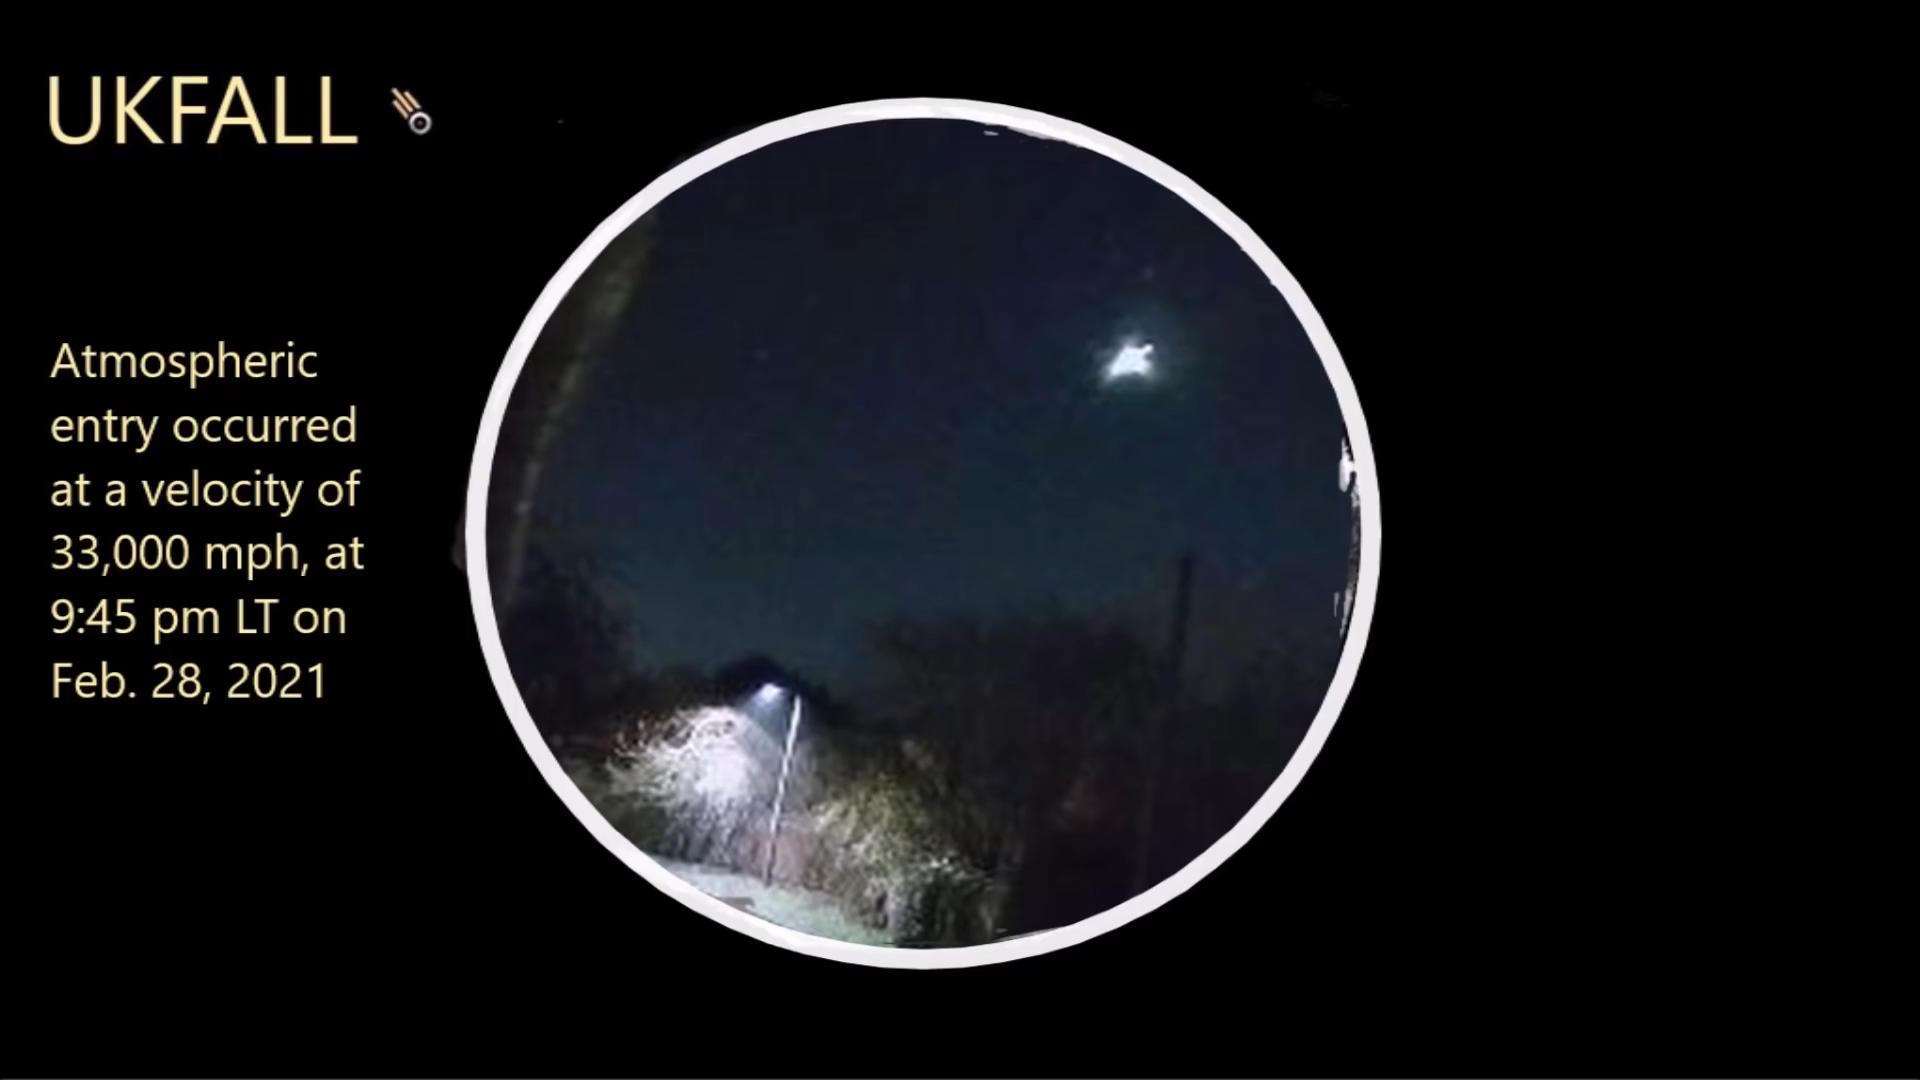 UKFALL
Atmospheric
entry occurred
at a velocity of
33,000 mph, at
9:45 pm LT on
Feb. 28, 2021